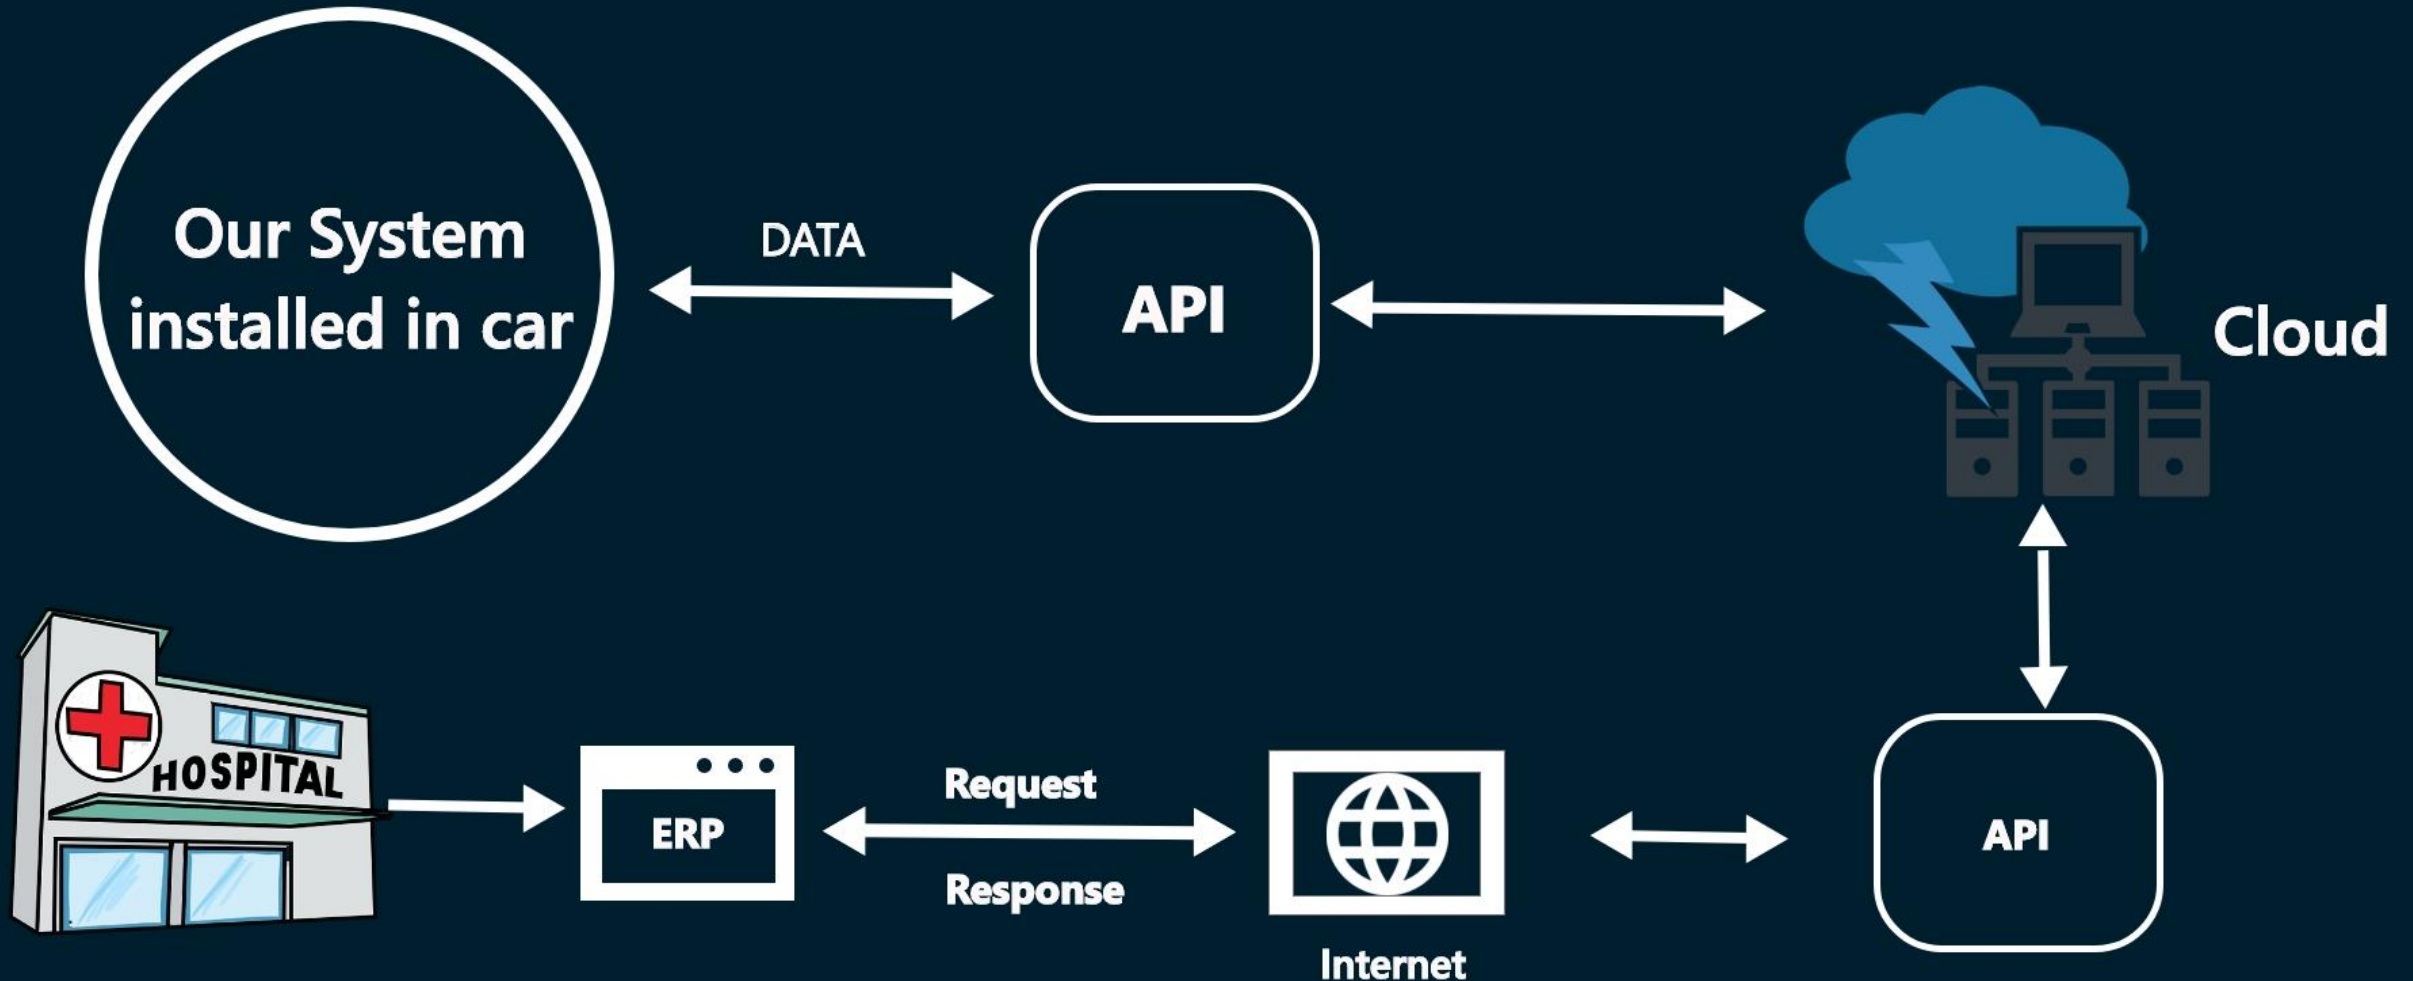 Our System
installed in car
DATA
API
Cloud
HOSPITAL
ERP
Request
Response
Internet
API